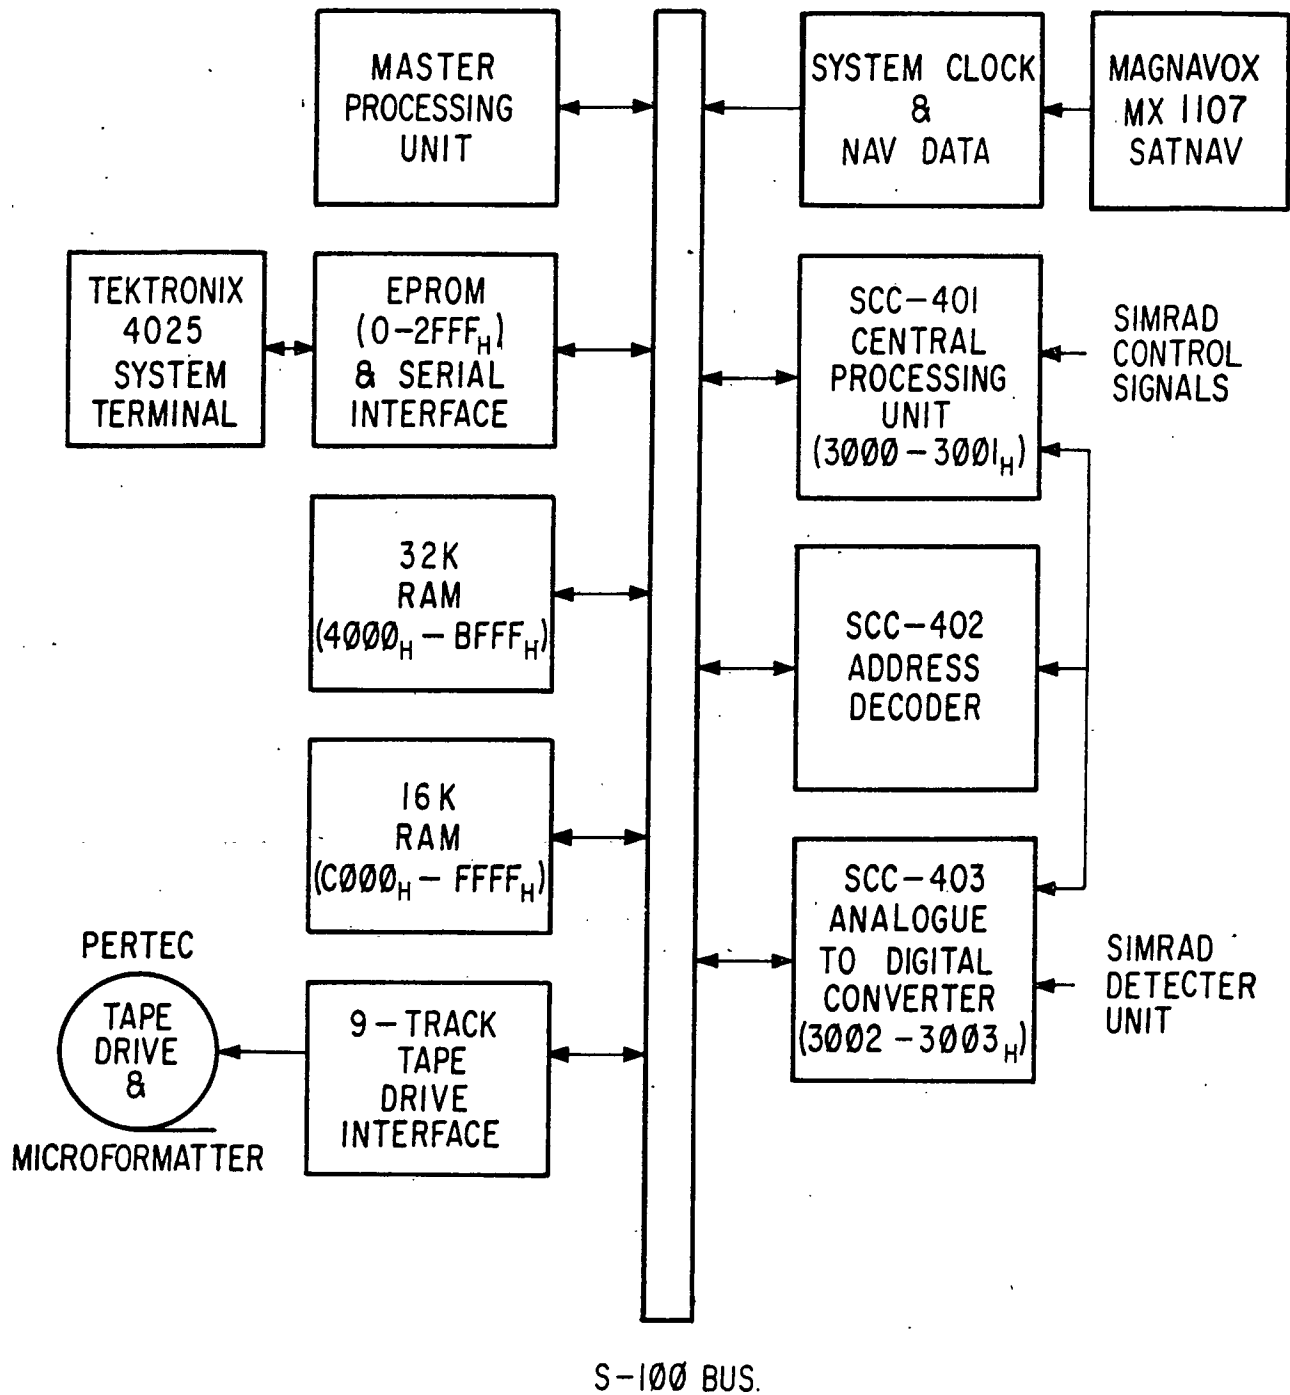 MASTER
PROCESSING
UNIT
SYSTEM CLOCK
&
NAV DATA
MAGNAVOX
MX 1107
SATNAV
TEKTRONIX
4025
SYSTEM
TERMINAL
EPROM
(0-2FFFH)
& SERIAL
INTERFACE
SCC-401
CENTRAL
PROCESSING
UNIT
(3000-3001H)
SIMRAD
CONTROL
SIGNALS
32K
RAM
(4000H-BFFFH)
SCC-402
ADDRESS
DECODER
16K
RAM
(C000H-FFFFH)
SCC-403
ANALOGUE
TO DIGITAL
CONVERTER
(3002-3003H)
SIMRAD
DETECTER
UNIT
PERTEC
TAPE
DRIVE
&
MICROFORMATTER
9-TRACK
TAPE
DRIVE
INTERFACE
S-100 BUS.